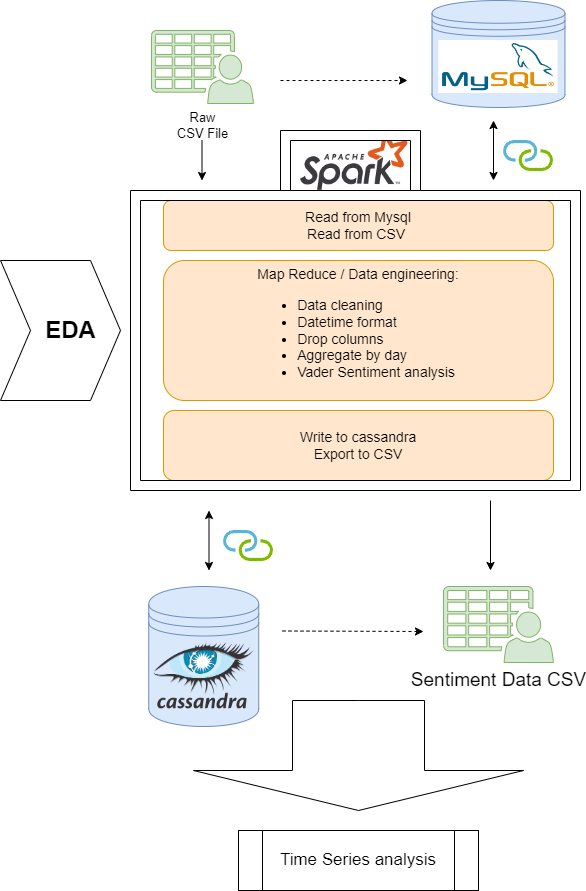 MySQL®
Raw
CSV File
APACHE
Spark™
Read from Mysql
Read from CSV
Map Reduce / Data engineering:
• Data cleaning
• Datetime format
• Drop columns
• Aggregate by day
• Vader Sentiment analysis
EDA
Write to cassandra
Export to CSV
cassandra
Sentiment Data CSV
Time Series analysis